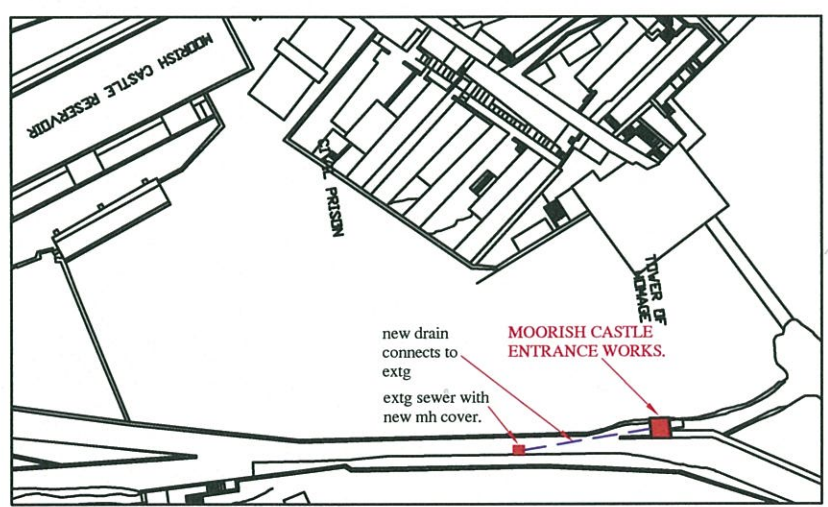 MOORISH CASTLE RESERVOIR
CIVIL PRISON
TOWER OF
HOMAGE
new drain
connects to
extg
MOORISH CASTLE
ENTRANCE WORKS.
extg sewer with
new mh cover.